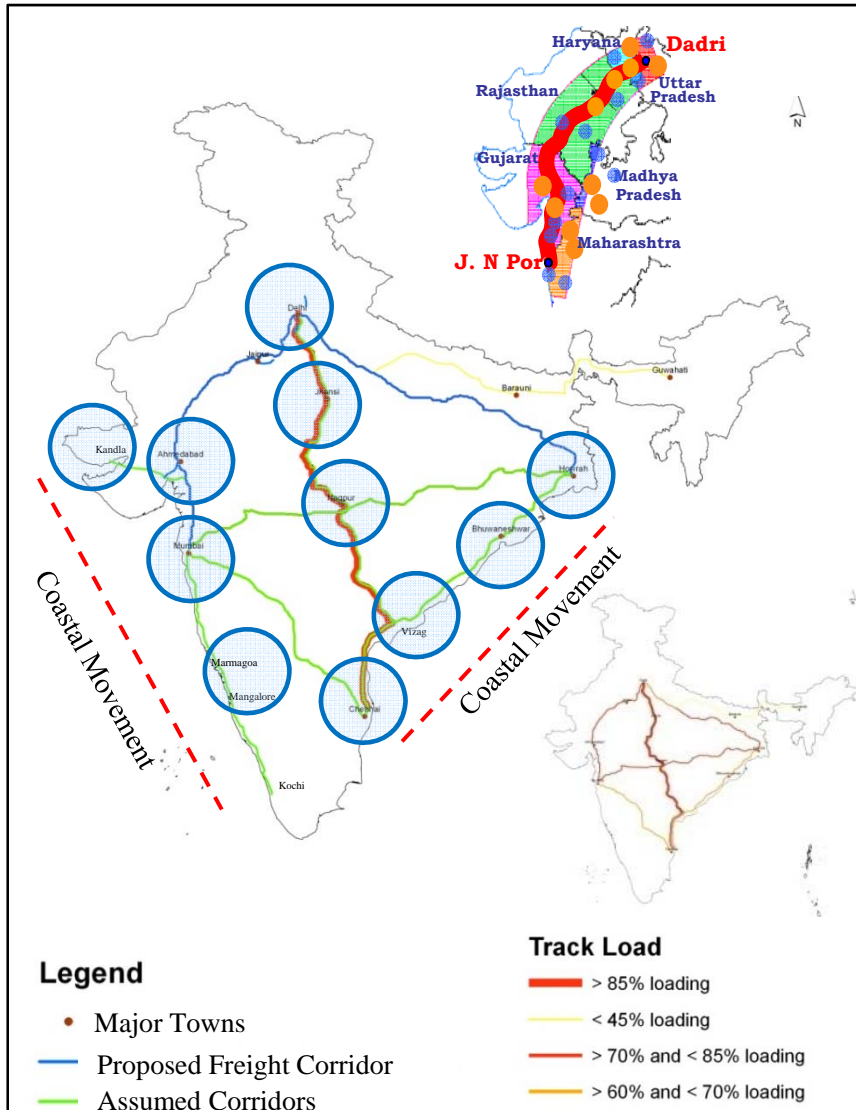 Haryana
Dadri
Rajasthan
Uttar
Pradesh
N
Gujarat
Madhya
Pradesh
Maharashtra
J. N Por
Delhi
Jaipur
Guwahati
Barauni
Jhansi
Kandla
Ahmedabad
Howrah
Nagpur
Bhuwaneshwar
Mumbai
Coastal Movement
Coastal Movement
Vizag
Marmagoa
Mangalore
Chennai
Kochi
Legend
Major Towns
Proposed Freight Corridor
Assumed Corridors
Track Load
> 85% loading
< 45% loading
> 70% and < 85% loading
> 60% and < 70% loading